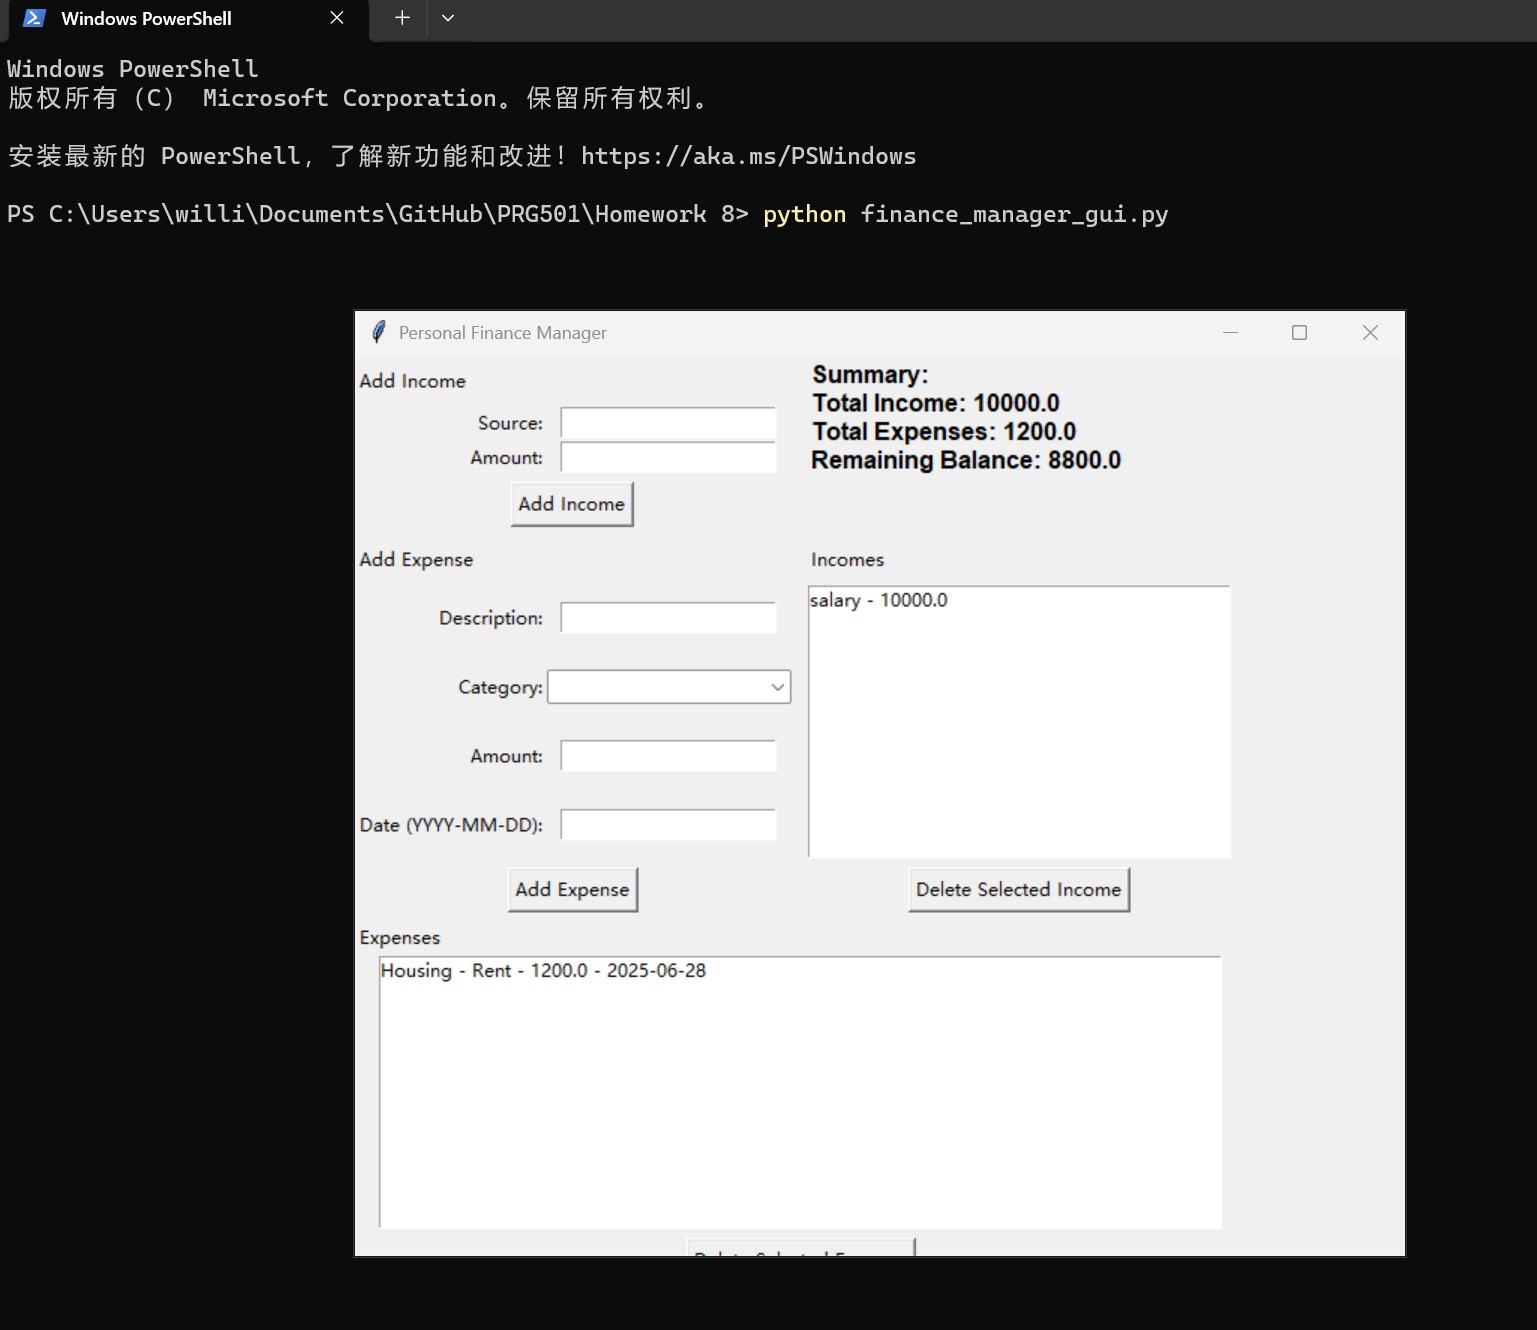 Windows PowerShell
Windows PowerShell
版权所有（C） Microsoft Corporation。保留所有权利。
安装最新的 PowerShell，了解新功能和改进！https://aka.ms/PSWindows
PS C:\Users\willi\Documents\GitHub\PRG501\Homework 8> python finance_manager_gui.py
Personal Finance Manager
Add Income
Source:
Amount:
Add Income
Summary:
Total Income: 10000.0
Total Expenses: 1200.0
Remaining Balance: 8800.0
Add Expense
Description:
Category:
Amount:
Date (YYYY-MM-DD):
Add Expense
Incomes
salary - 10000.0
Delete Selected Income
Expenses
Housing - Rent - 1200.0 - 2025-06-28
Delete Selected